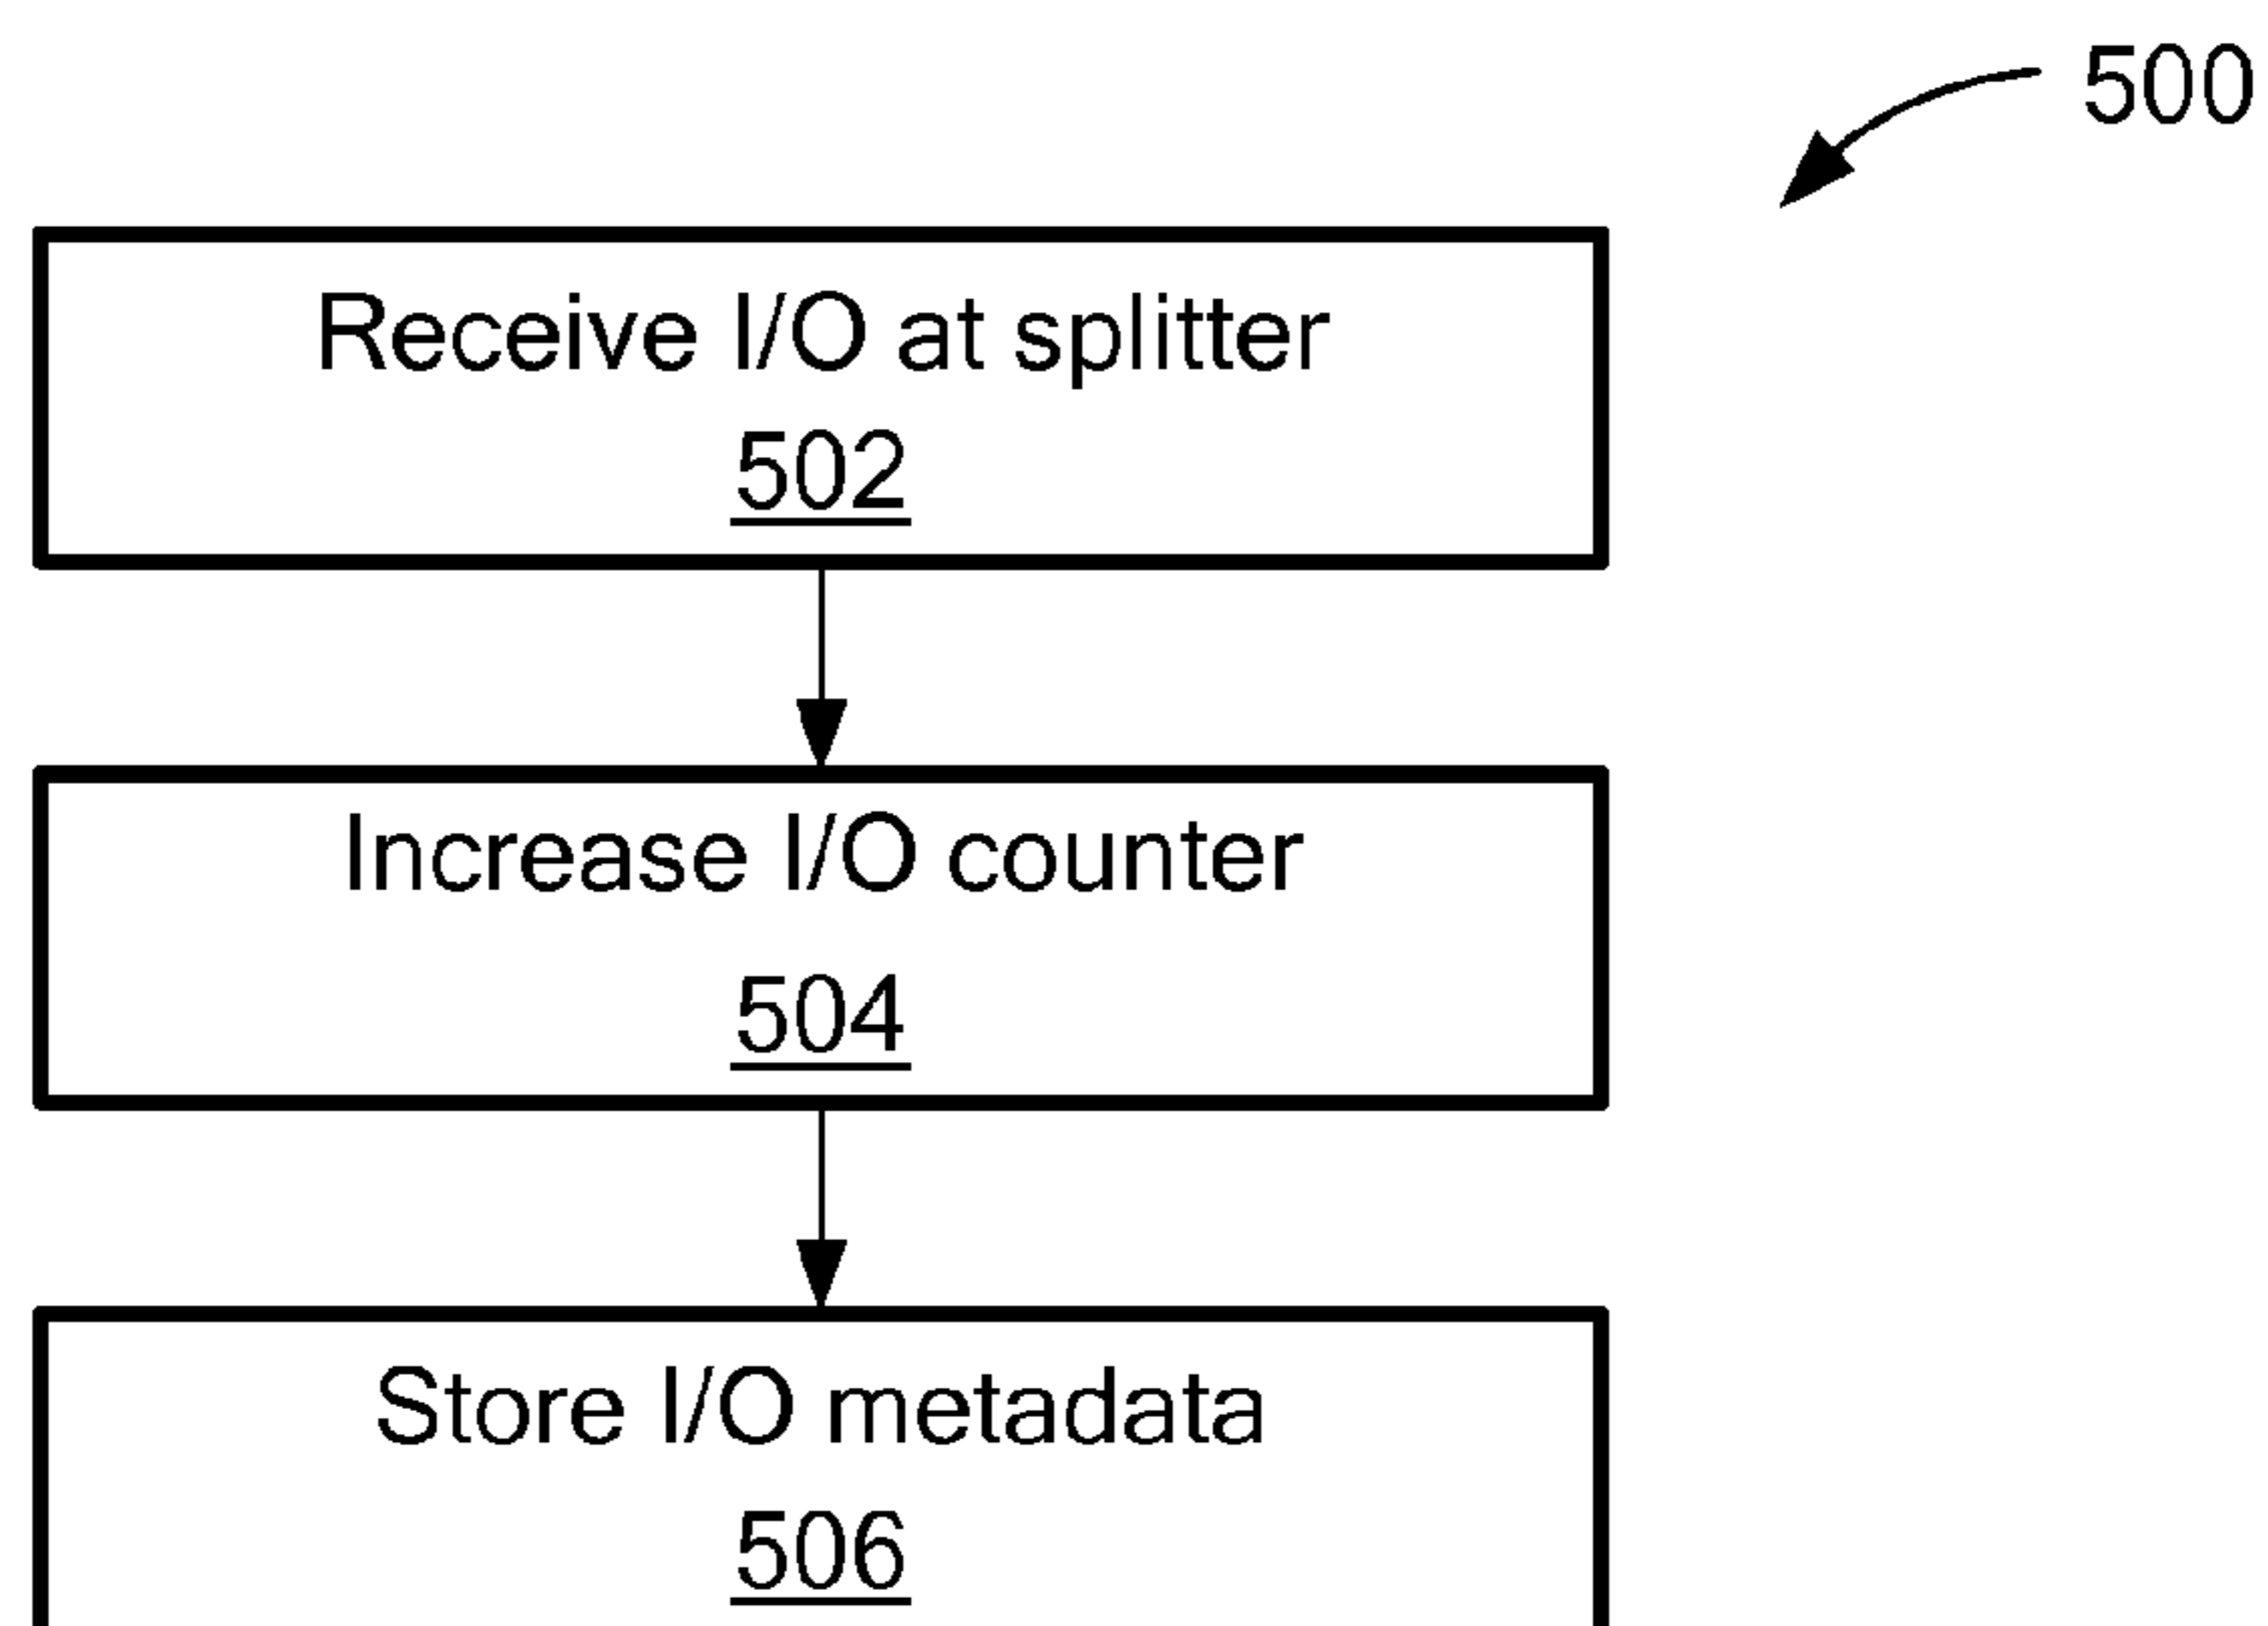 500
Receive I/O at splitter
502
Increase I/O counter
504
Store I/O metadata
506